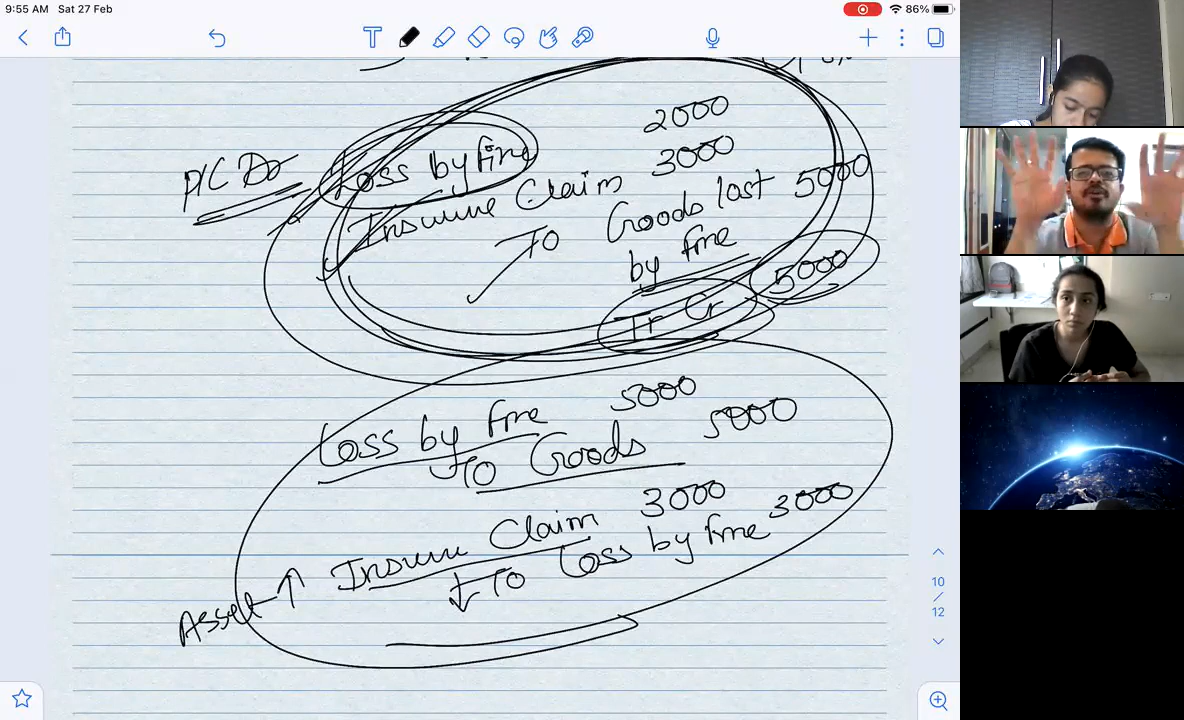 9:55 AM Sat 27 Feb
86%
2000
P/L Dr Loss by fire
Insurne Claim 3000
To Goods lost 5000
by fire
Tr Cr 5000
Loss by fire 5000
To Goods 5000
Insurne Claim 3000
Asset ↑ ↓ To Loss by fire 3000
10
/
12